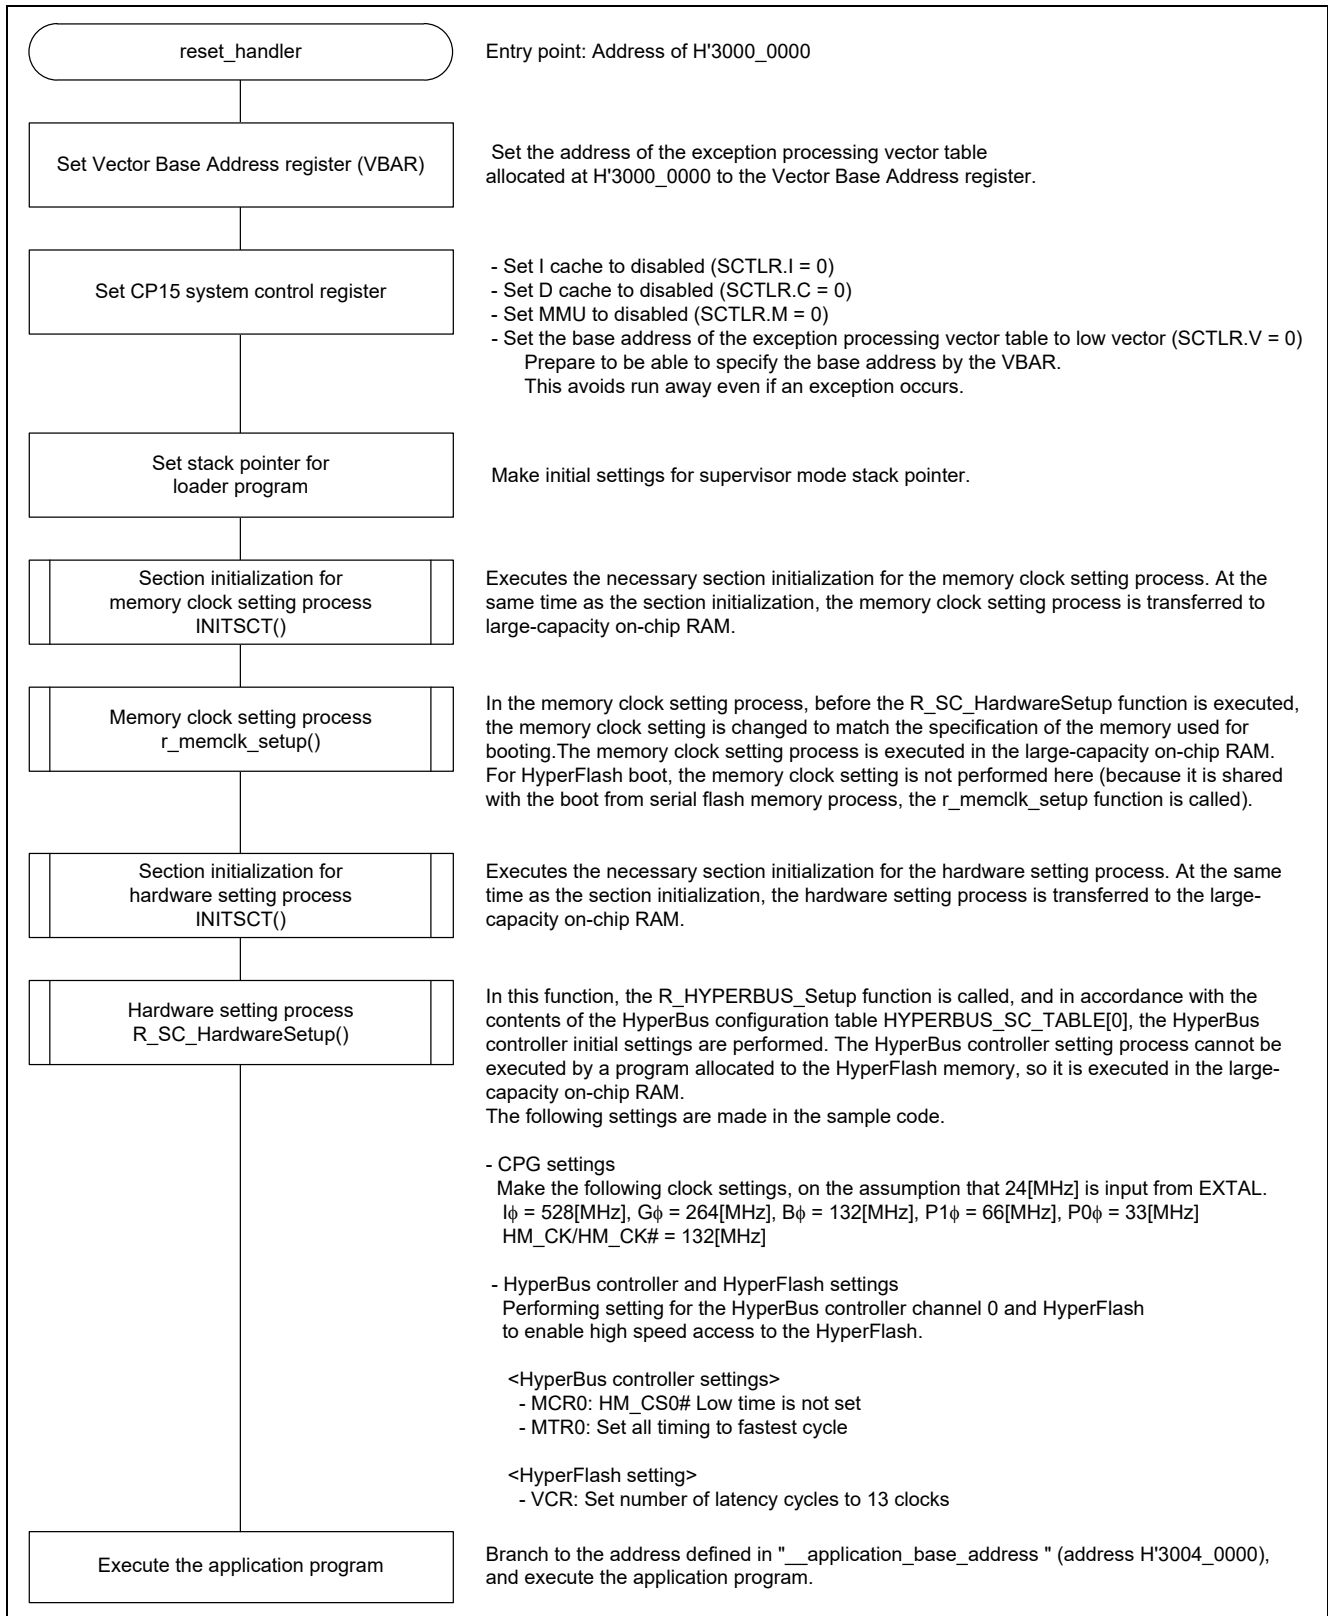 reset_handler
Entry point: Address of H'3000_0000
Set Vector Base Address register (VBAR)
Set the address of the exception processing vector table
allocated at H'3000_0000 to the Vector Base Address register.
Set CP15 system control register
- Set I cache to disabled (SCTLR.I = 0)
- Set D cache to disabled (SCTLR.C = 0)
- Set MMU to disabled (SCTLR.M = 0)
- Set the base address of the exception processing vector table to low vector (SCTLR.V = 0)
Prepare to be able to specify the base address by the VBAR.
This avoids run away even if an exception occurs.
Set stack pointer for
loader program
Make initial settings for supervisor mode stack pointer.
Section initialization for
memory clock setting process
INITSCT()
Executes the necessary section initialization for the memory clock setting process. At the
same time as the section initialization, the memory clock setting process is transferred to
large-capacity on-chip RAM.
Memory clock setting process
r_memclk_setup()
In the memory clock setting process, before the R_SC_HardwareSetup function is executed,
the memory clock setting is changed to match the specification of the memory used for
booting.The memory clock setting process is executed in the large-capacity on-chip RAM.
For HyperFlash boot, the memory clock setting is not performed here (because it is shared
with the boot from serial flash memory process, the r_memclk_setup function is called).
Section initialization for
hardware setting process
INITSCT()
Executes the necessary section initialization for the hardware setting process. At the same
time as the section initialization, the hardware setting process is transferred to the large-
capacity on-chip RAM.
Hardware setting process
R_SC_HardwareSetup()
In this function, the R_HYPERBUS_Setup function is called, and in accordance with the
contents of the HyperBus configuration table HYPERBUS_SC_TABLE[0], the HyperBus
controller initial settings are performed. The HyperBus controller setting process cannot be
executed by a program allocated to the HyperFlash memory, so it is executed in the large-
capacity on-chip RAM.
The following settings are made in the sample code.
- CPG settings
Make the following clock settings, on the assumption that 24[MHz] is input from EXTAL.
Iϕ = 528[MHz], Gϕ = 264[MHz], Bϕ = 132[MHz], P1ϕ = 66[MHz], P0ϕ = 33[MHz]
HM_CK/HM_CK# = 132[MHz]
- HyperBus controller and HyperFlash settings
Performing setting for the HyperBus controller channel 0 and HyperFlash
to enable high speed access to the HyperFlash.
<HyperBus controller settings>
- MCR0: HM_CS0# Low time is not set
- MTR0: Set all timing to fastest cycle
<HyperFlash setting>
- VCR: Set number of latency cycles to 13 clocks
Execute the application program
Branch to the address defined in "__application_base_address " (address H'3004_0000),
and execute the application program.